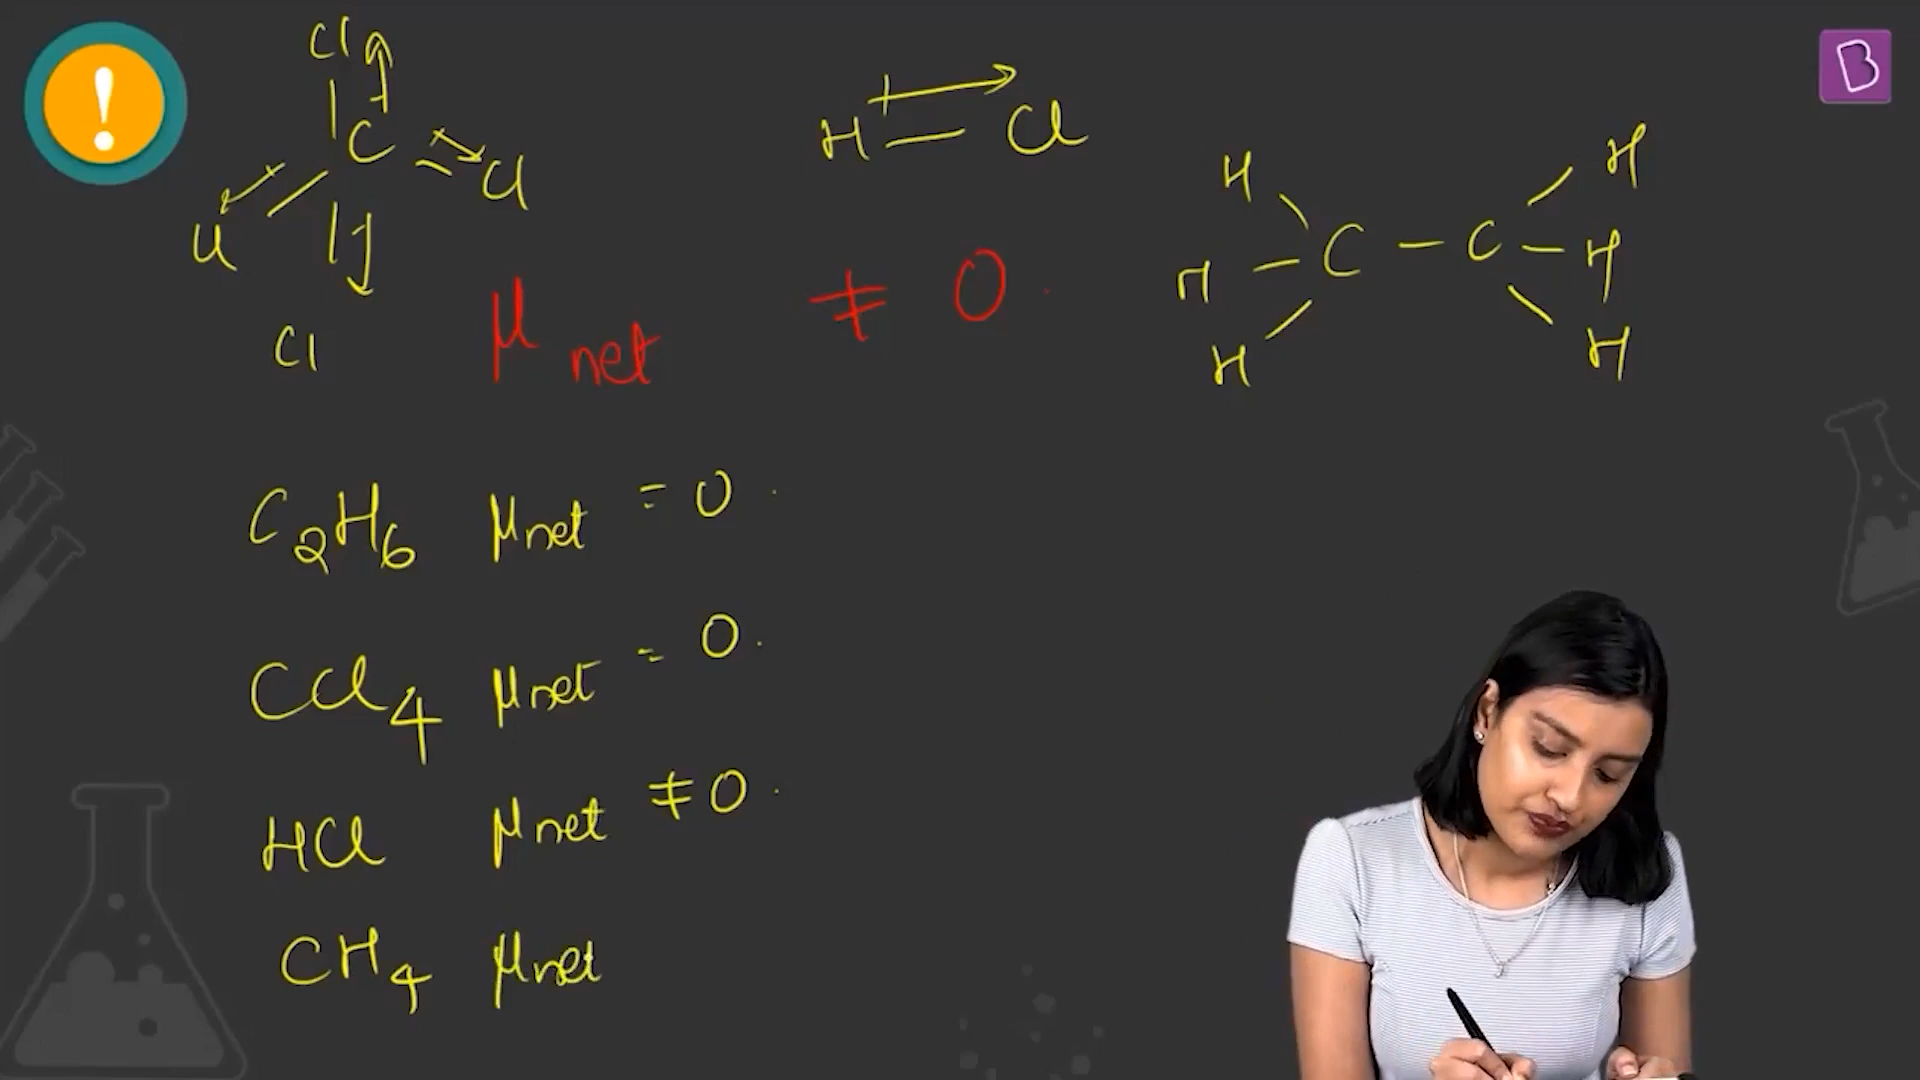 !
B
Cl
C
Cl
Cl
Cl
H — Cl
H
H
H
C — C
H
H
H
μ net ≠ 0.
C2H6 μnet = 0.
CCl4 μnet = 0.
HCl μnet ≠ 0.
CH4 μnet